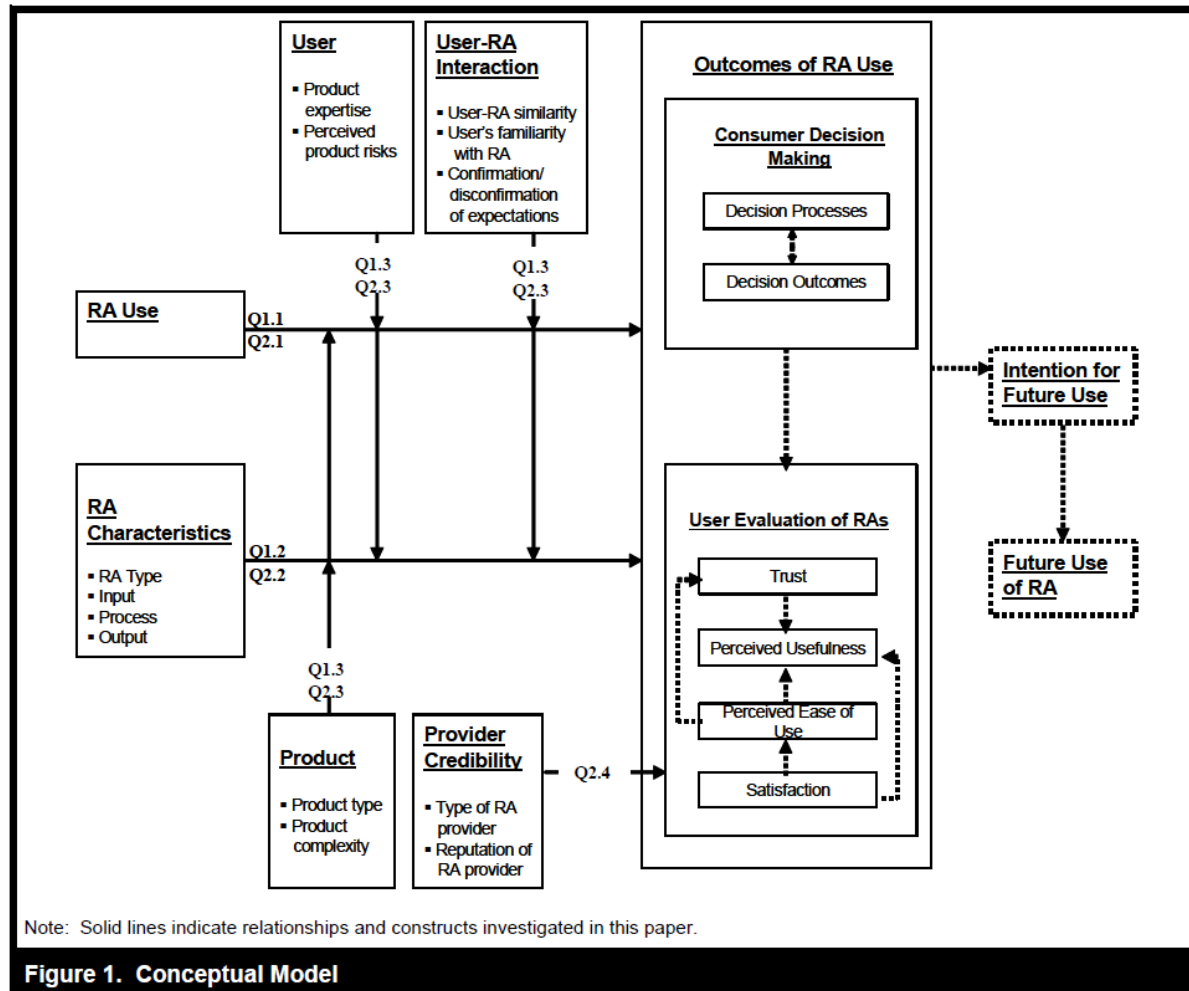 User
▪ Product
expertise
▪ Perceived
product risks
User-RA
Interaction
▪ User-RA similarity
▪ User's familiarity
with RA
▪ Confirmation/
disconfirmation
of expectations
Outcomes of RA Use
Consumer Decision
Making
Decision Processes
Decision Outcomes
Q1.3
Q2.3
Q1.3
Q2.3
RA Use
Q1.1
Q2.1
Intention for
Future Use
RA
Characteristics
▪ RA Type
▪ Input
▪ Process
▪ Output
Q1.2
Q2.2
User Evaluation of RAs
Trust
Perceived Usefulness
Perceived Ease of
Use
Satisfaction
Future Use
of RA
Q1.3
Q2.3
Product
▪ Product type
▪ Product
complexity
Provider
Credibility
▪ Type of RA
provider
▪ Reputation of
RA provider
Q2.4
Note: Solid lines indicate relationships and constructs investigated in this paper.
Figure 1. Conceptual Model